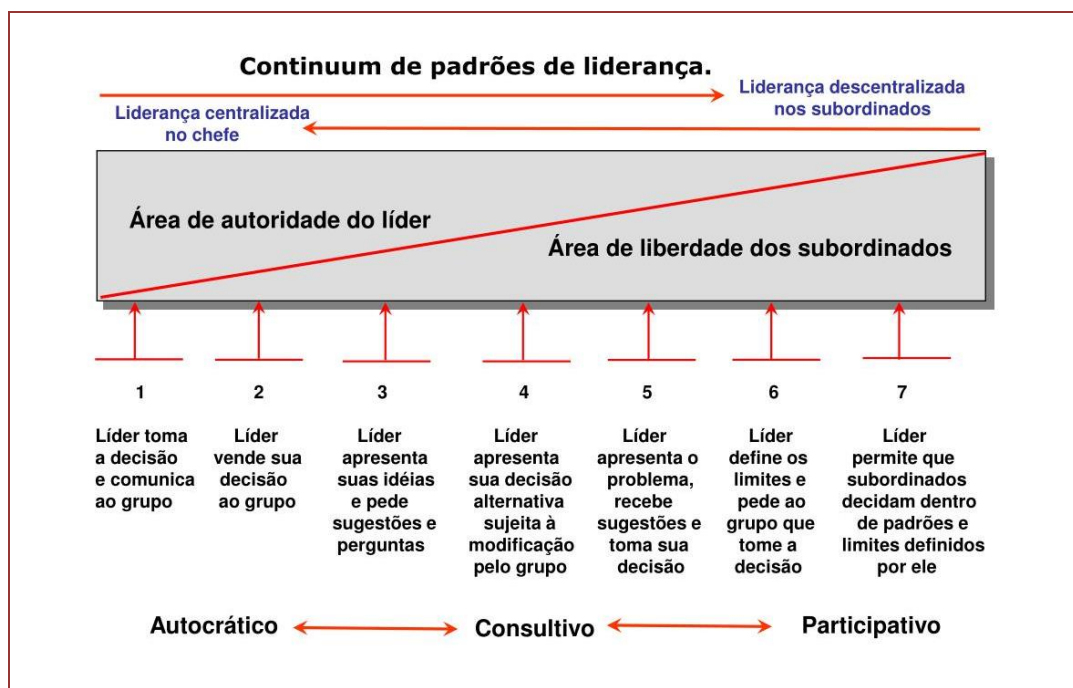 Continuum de padrões de liderança.
Liderança centralizada
no chefe
Liderança descentralizada
nos subordinados
Área de autoridade do líder
Área de liberdade dos subordinados
1
Líder toma
a decisão
e comunica
ao grupo
2
Líder
vende sua
decisão
ao grupo
3
Líder
apresenta
suas idéias
e pede
sugestões e
perguntas
4
Líder
apresenta
sua decisão
alternativa
sujeita à
modificação
pelo grupo
5
Líder
apresenta o
problema,
recebe
sugestões e
toma sua
decisão
6
Líder
define os
limites e
pede ao
grupo que
tome a
decisão
7
Líder
permite que
subordinados
decidam dentro
de padrões e
limites definidos
por ele
Autocrático
Consultivo
Participativo